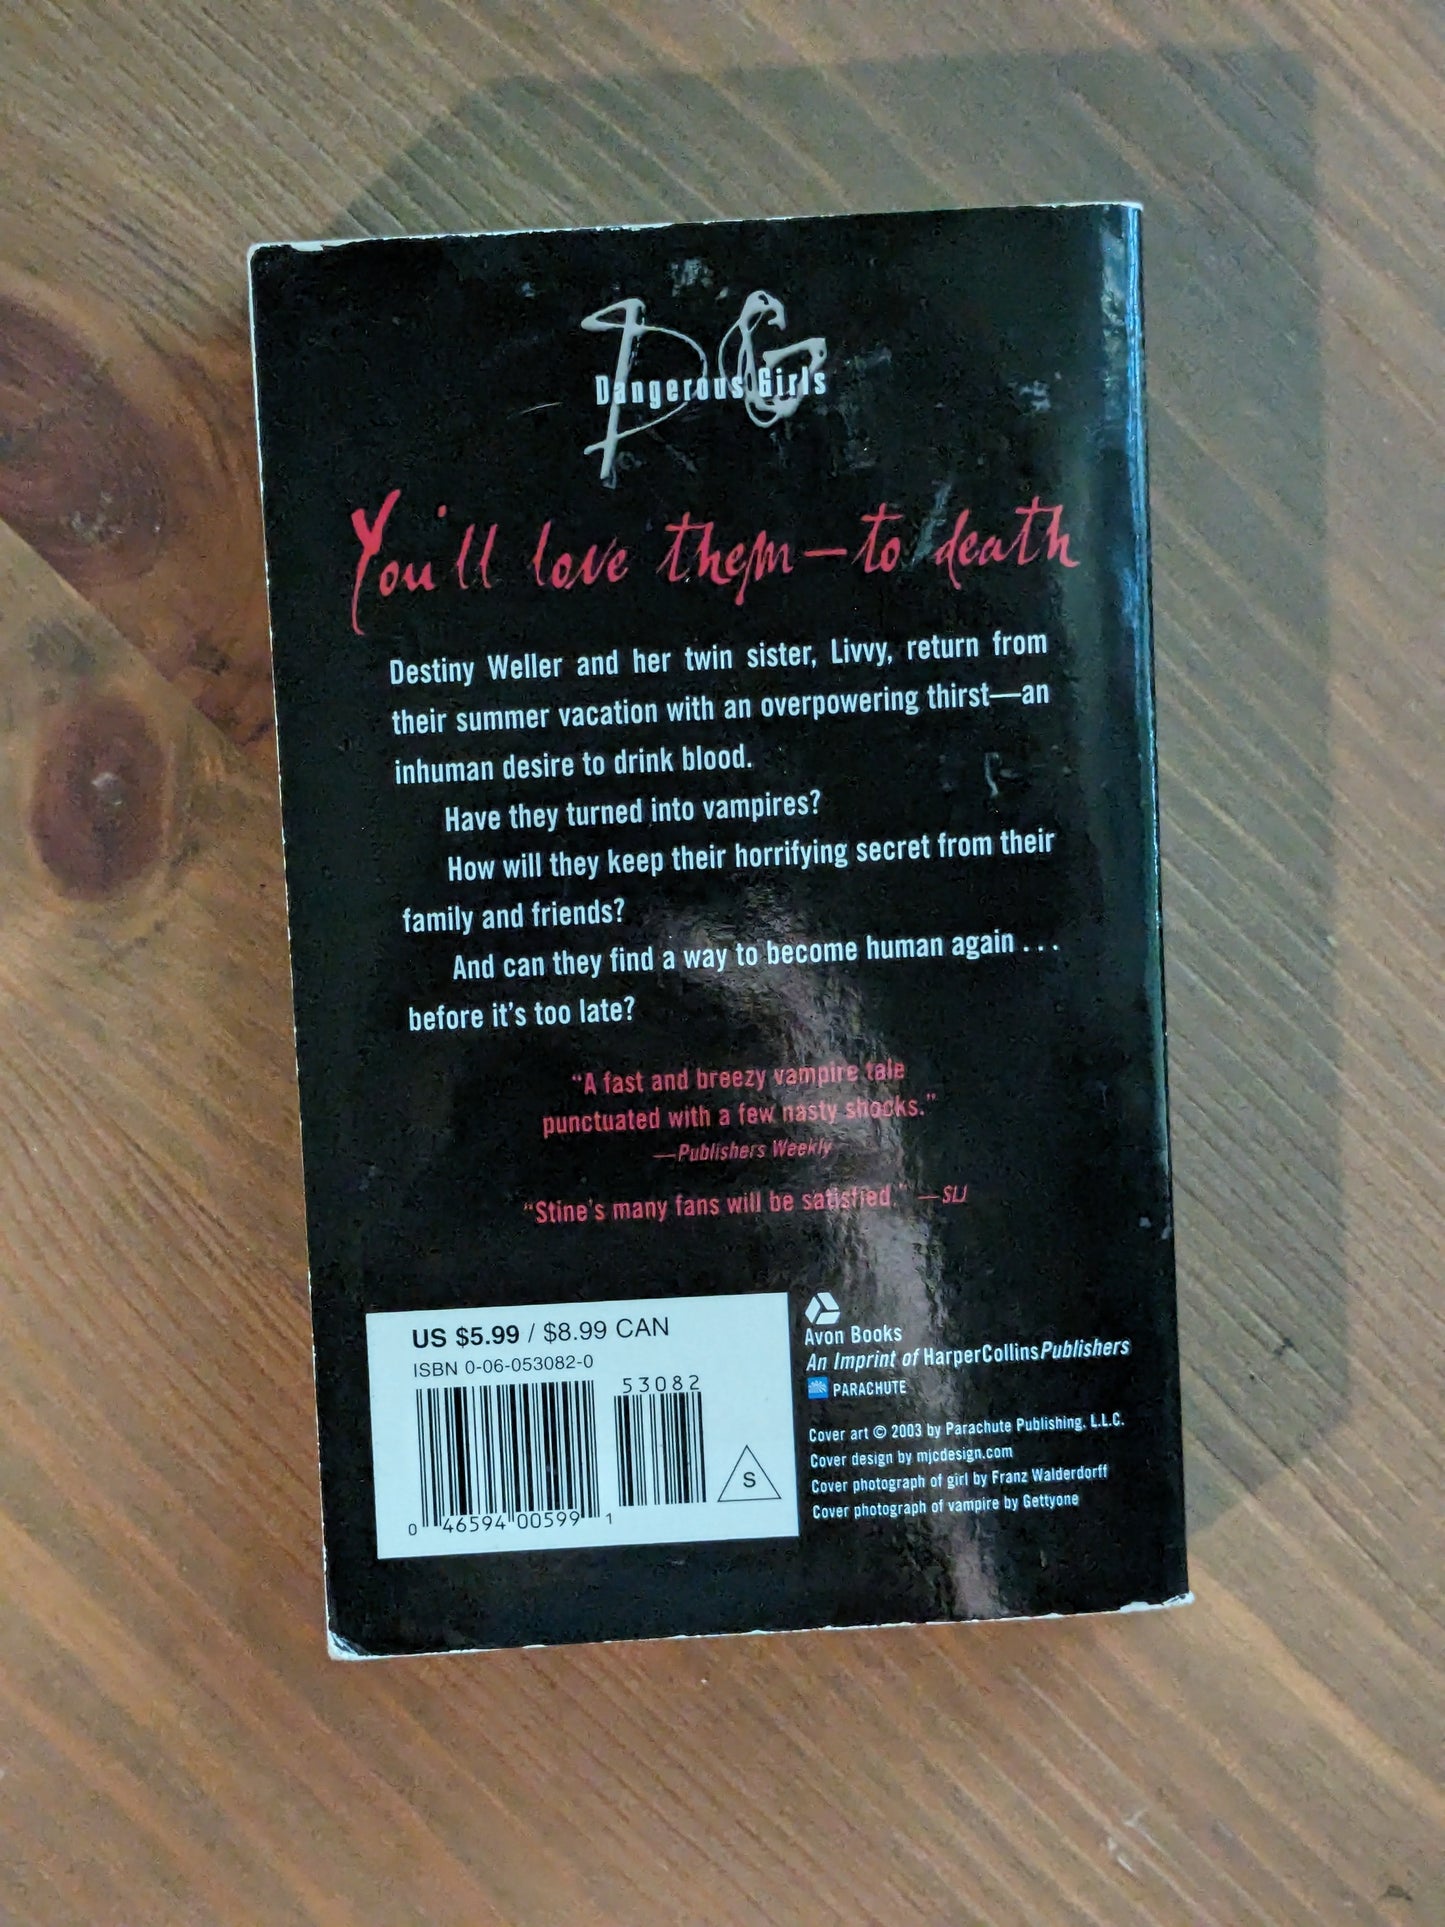 DG
Dangerous Girls
You'll love them—to death
Destiny Weller and her twin sister, Livvy, return from
their summer vacation with an overpowering thirst—an
inhuman desire to drink blood.
Have they turned into vampires?
How will they keep their horrifying secret from their
family and friends?
And can they find a way to become human again . . .
before it's too late?
“A fast and breezy vampire tale
punctuated with a few nasty shocks.”
—Publishers Weekly
“Stine's many fans will be satisfied.” —SLJ
US $5.99 / $8.99 CAN
ISBN 0-06-053082-0
53082
S
0 46594 00599 1
Avon Books
An Imprint of HarperCollinsPublishers
PARACHUTE
Cover art © 2003 by Parachute Publishing, L.L.C.
Cover design by mjcdesign.com
Cover photograph of girl by Franz Walderdorff
Cover photograph of vampire by Gettyone